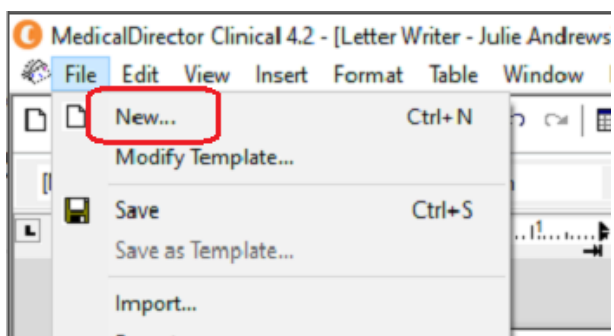 MedicalDirector Clinical 4.2 - [Letter Writer - Julie Andrews
File Edit View Insert Format Table Window
New... Ctrl+N
Modify Template...
Save Ctrl+S
Save as Template...
Import...